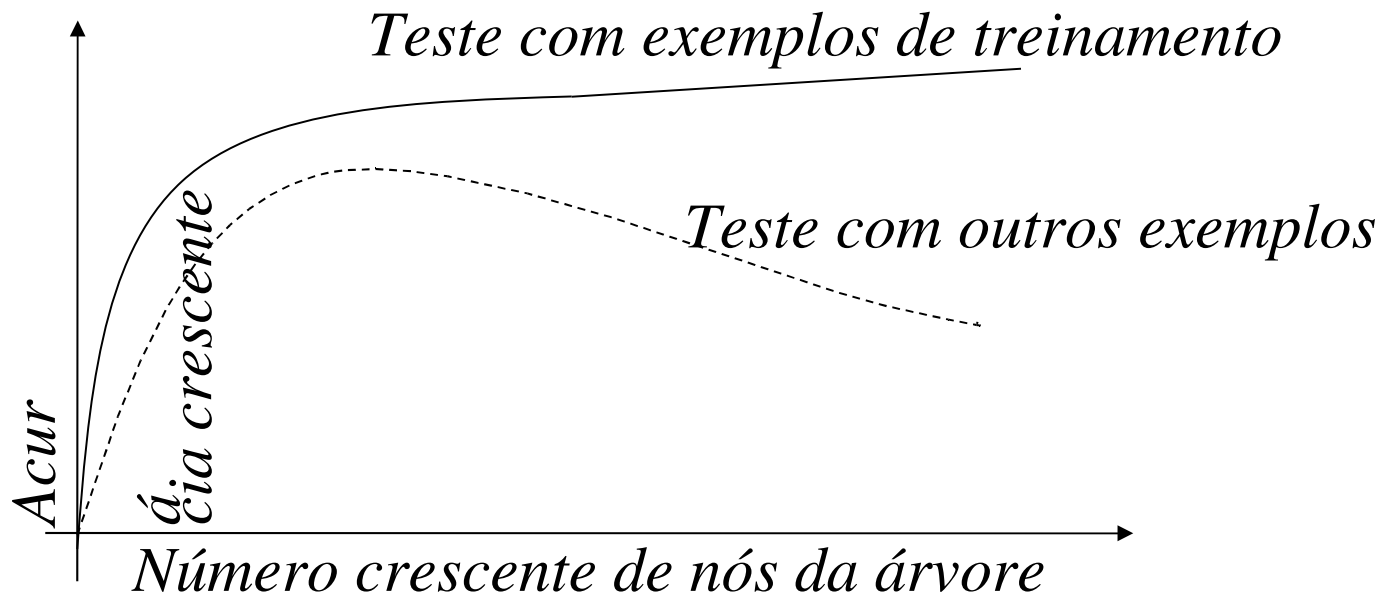 Teste com exemplos de treinamento
Teste com outros exemplos
Acur
á
cia crescente
Número crescente de nós da árvore